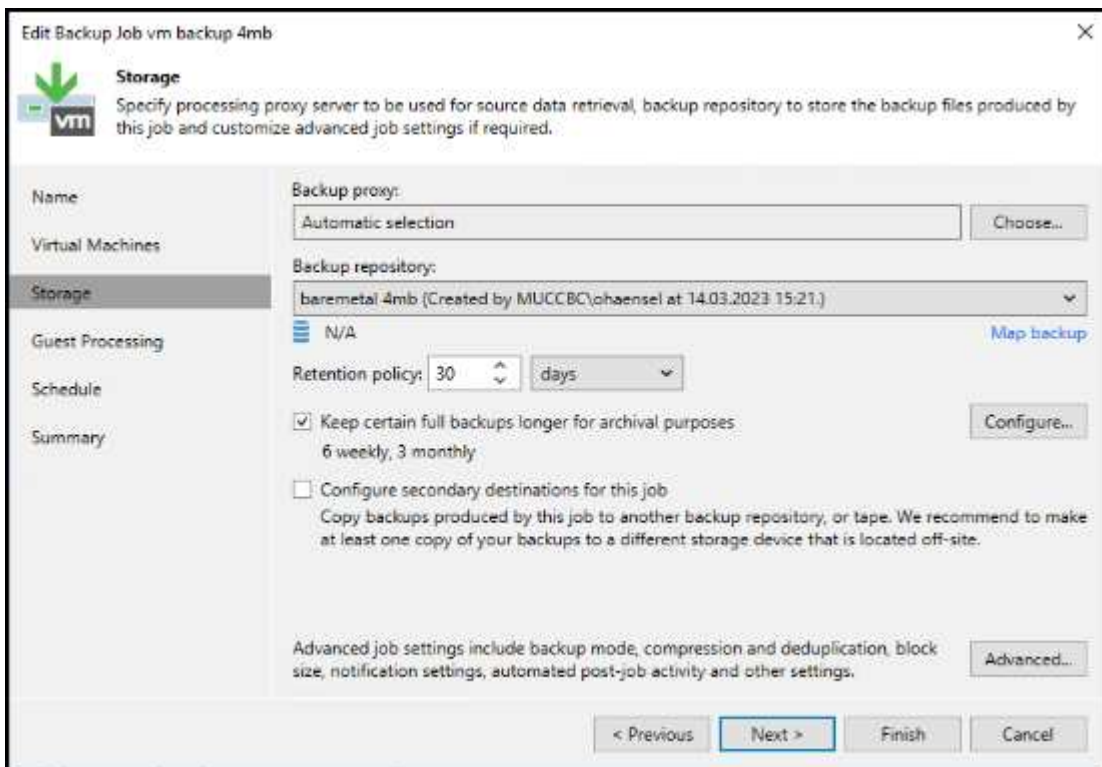 Edit Backup Job vm backup 4mb
Storage
Specify processing proxy server to be used for source data retrieval, backup repository to store the backup files produced by
this job and customize advanced job settings if required.
vm
Name
Virtual Machines
Storage
Guest Processing
Schedule
Summary
Backup proxy:
Automatic selection
Choose...
Backup repository:
baremetal 4mb (Created by MUCCBC\ohaensel at 14.03.2023 15:21.)
N/A
Map backup
Retention policy: 30 days
Keep certain full backups longer for archival purposes
Configure...
6 weekly, 3 monthly
Configure secondary destinations for this job
Copy backups produced by this job to another backup repository, or tape. We recommend to make
at least one copy of your backups to a different storage device that is located off-site.
Advanced job settings include backup mode, compression and deduplication, block
size, notification settings, automated post-job activity and other settings.
Advanced...
< Previous
Next >
Finish
Cancel